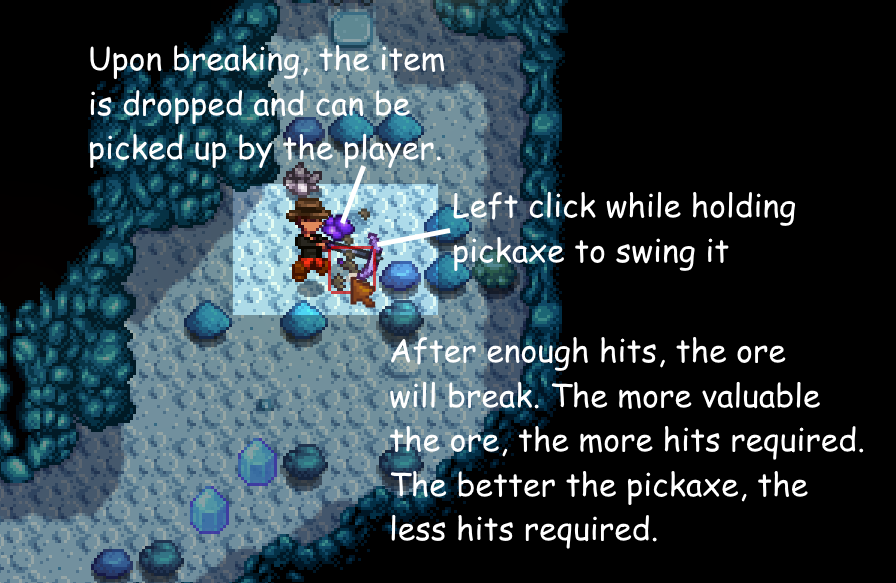 Upon breaking, the item
is dropped and can be
picked up by the player.
Left click while holding
pickaxe to swing it
After enough hits, the ore
will break. The more valuable
the ore, the more hits required.
The better the pickaxe, the
less hits required.